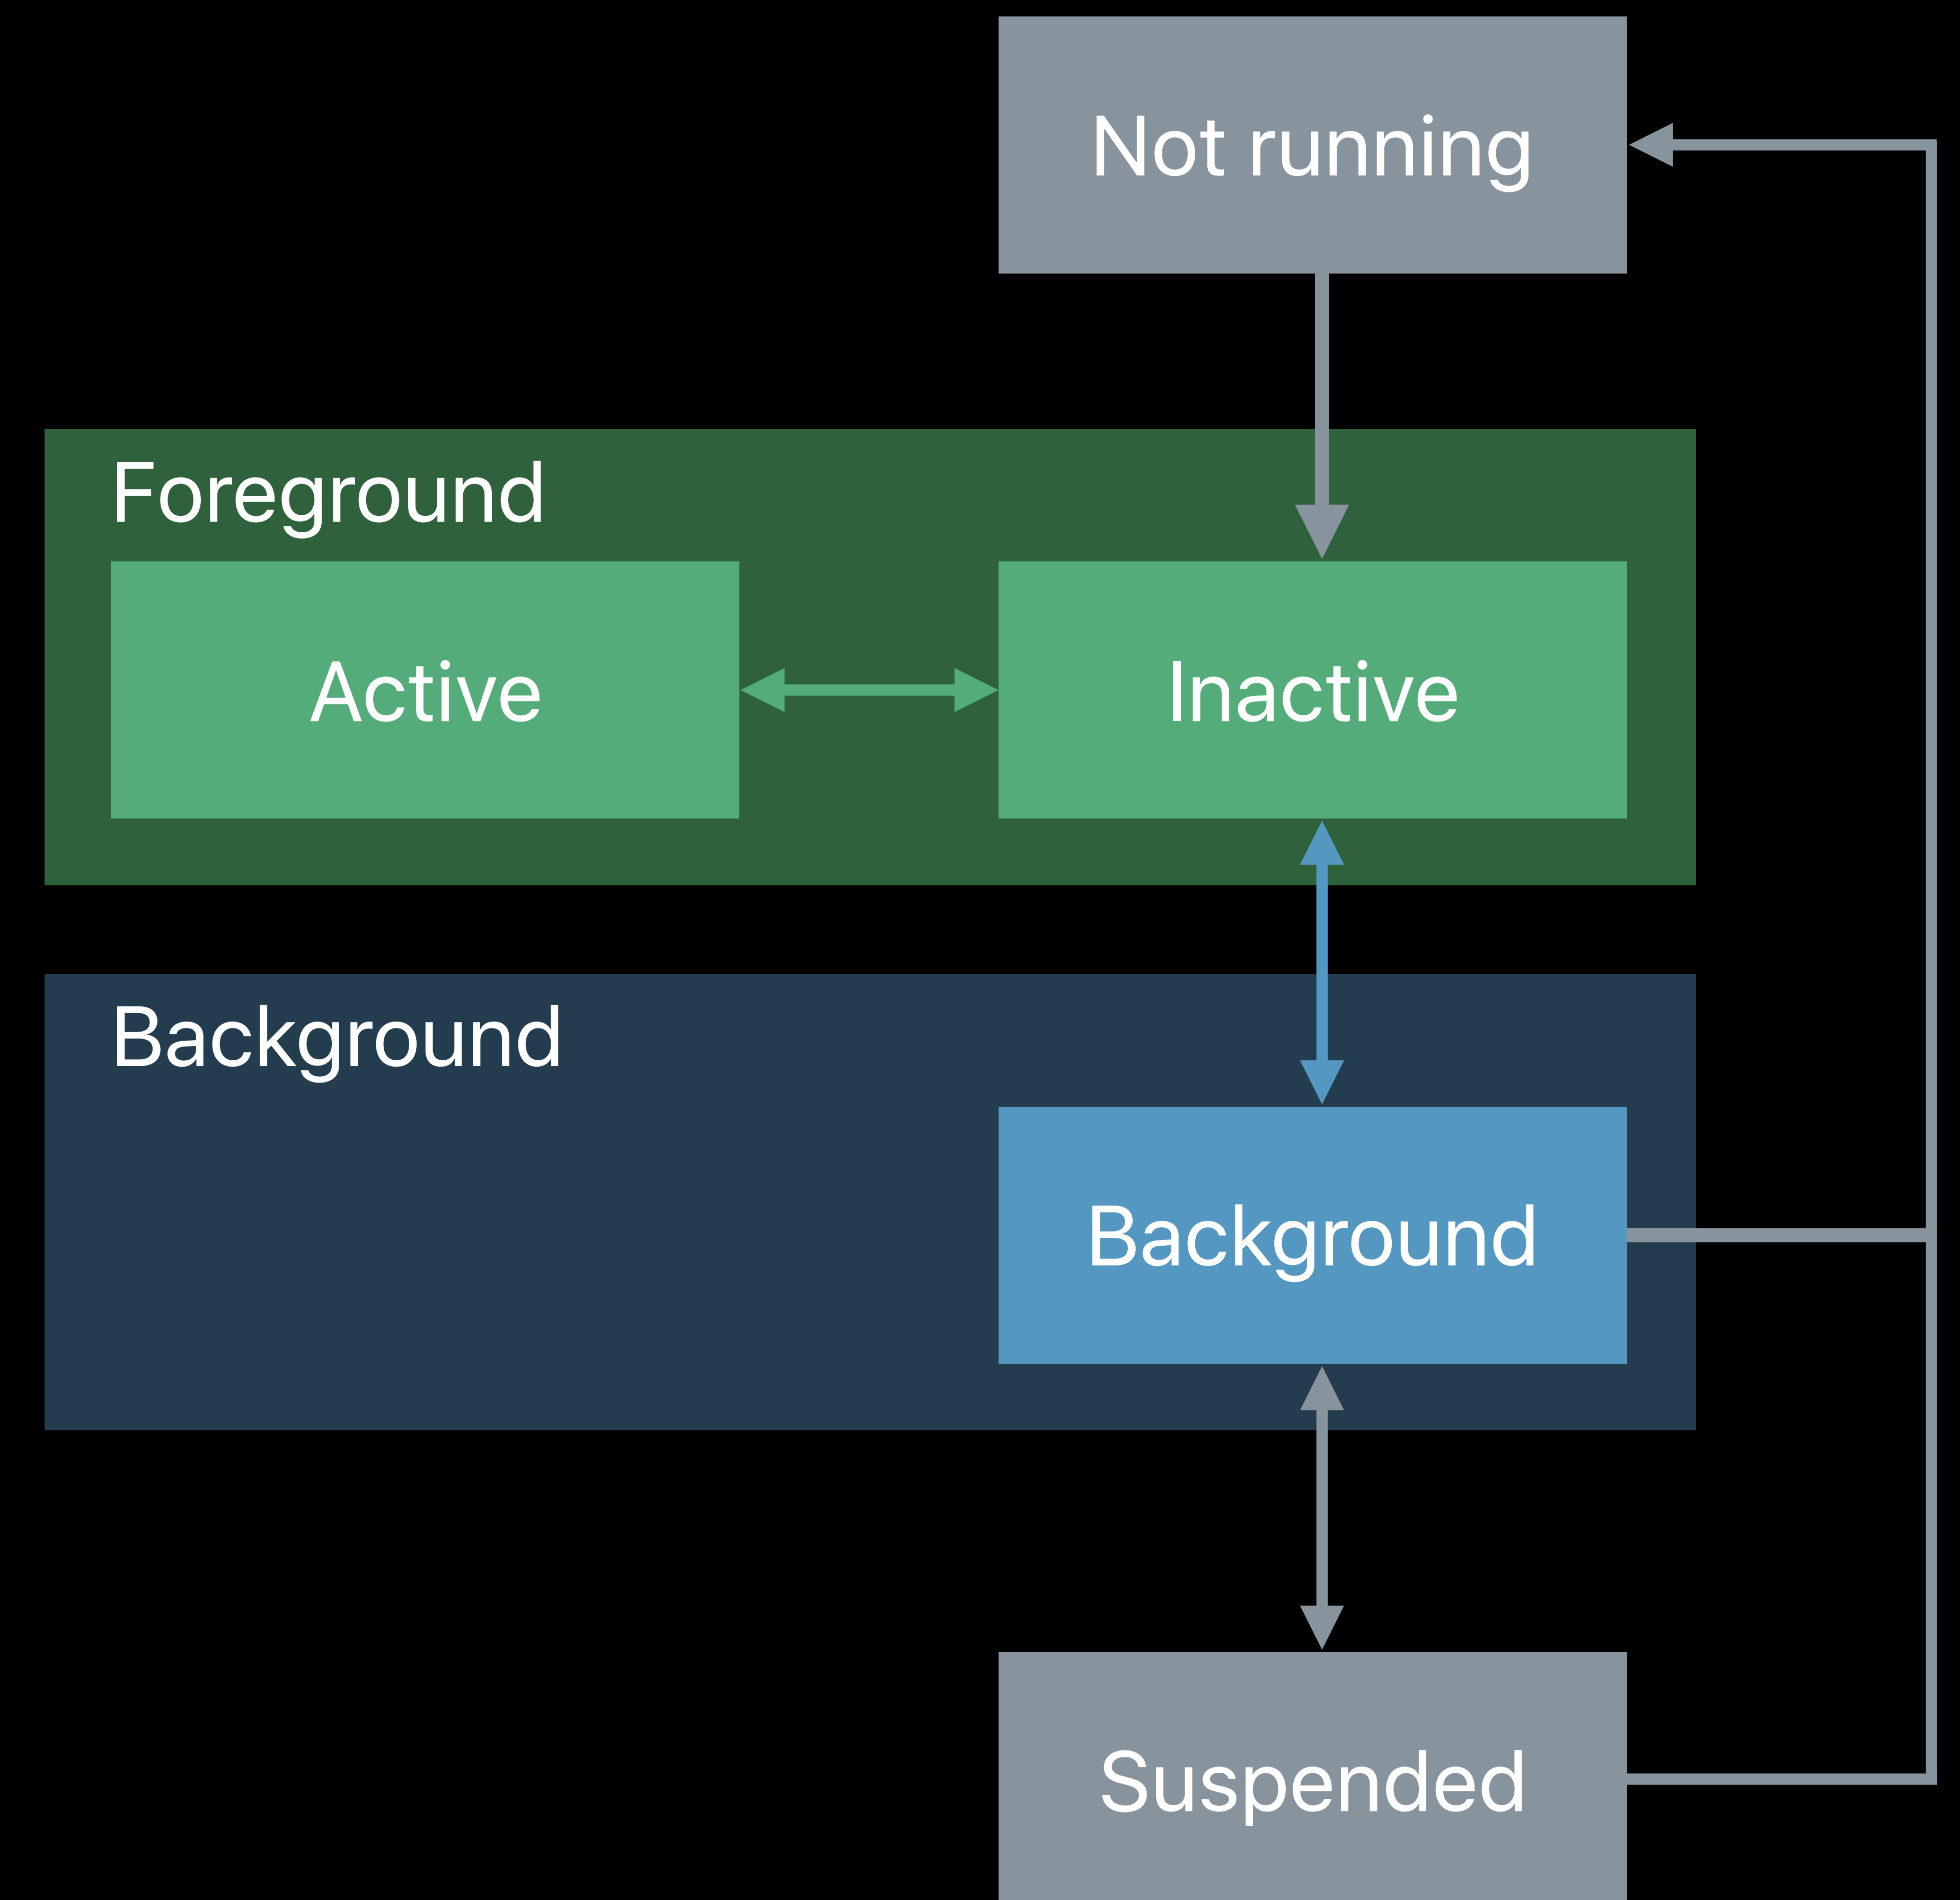 Not running
Foreground
Active
Inactive
Background
Background
Suspended